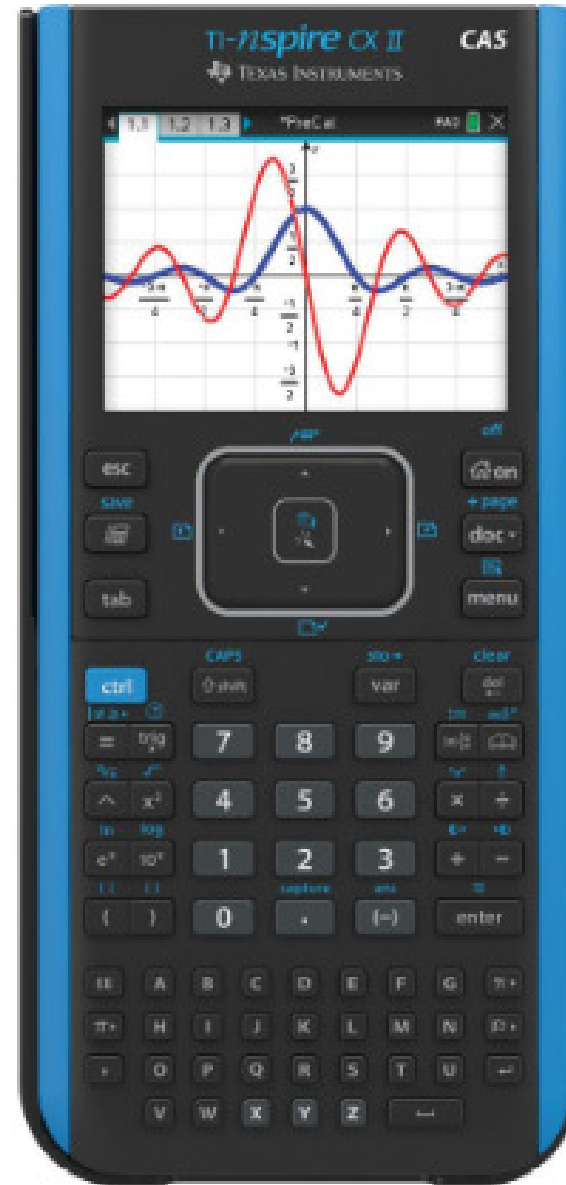 TI-nspire CX II CAS
TEXAS INSTRUMENTS
1.1 1.2 1.3 *PreCal RAD X
off
esc on
save + page
doc
tab menu
CAPS sto→ clear
ctrl shift var del
= trig 7 8 9
^ x² 4 5 6 × ÷
ln log
eˣ 10ˣ 1 2 3 + −
capture ans
( ) 0 . (−) enter
EE A B C D E F G
H I J K L M N
, O P Q R S T U
V W X Y Z